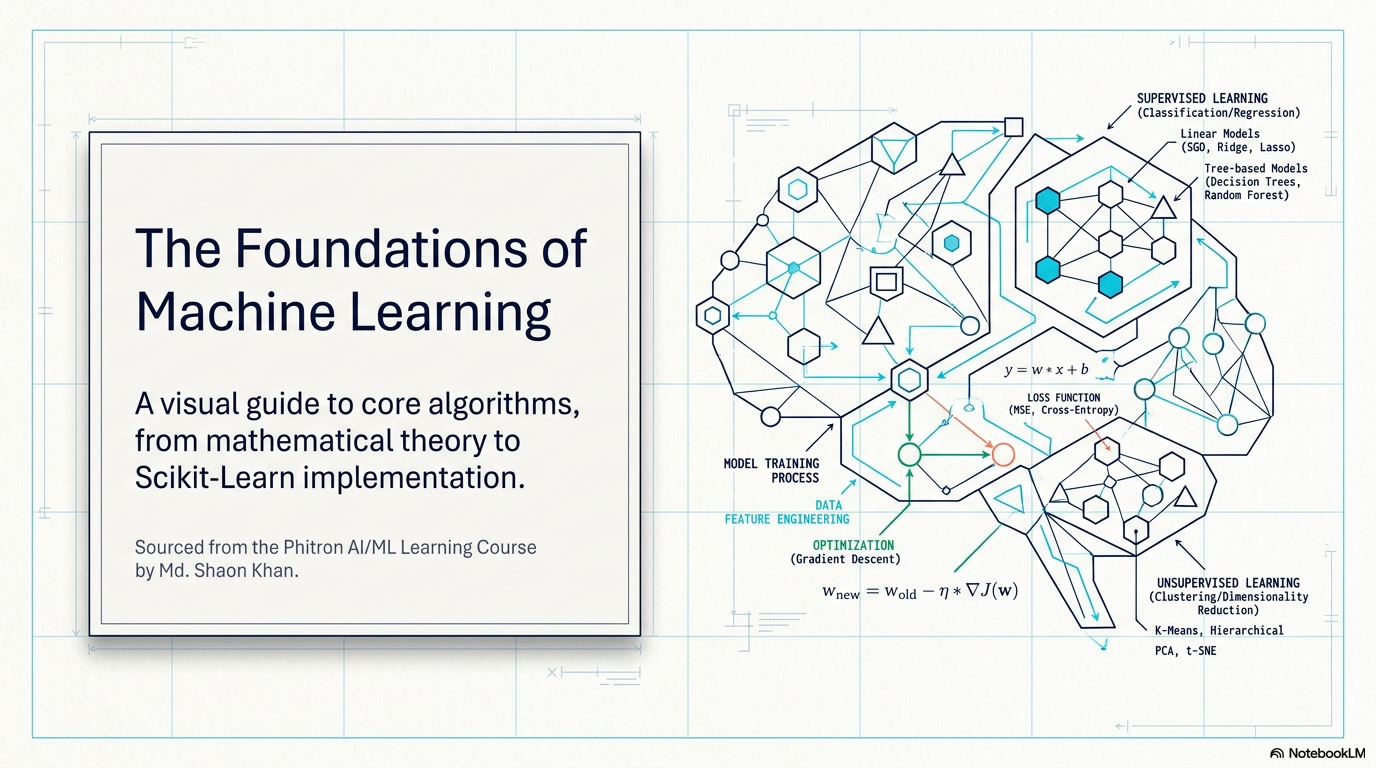 The Foundations of
Machine Learning
A visual guide to core algorithms,
from mathematical theory to
Scikit-Learn implementation.
Sourced from the Phitron AI/ML Learning Course
by Md. Shaon Khan.
SUPERVISED LEARNING
(Classification/Regression)
Linear Models
(SGD, Ridge, Lasso)
Tree-based Models
(Decision Trees,
Random Forest)
y = w * x + b
LOSS FUNCTION
(MSE, Cross-Entropy)
MODEL TRAINING
PROCESS
DATA
FEATURE ENGINEERING
OPTIMIZATION
(Gradient Descent)
w_new = w_old − η * ∇J(w)
UNSUPERVISED LEARNING
(Clustering/Dimensionality
Reduction)
K-Means, Hierarchical
PCA, t-SNE
NotebookLM